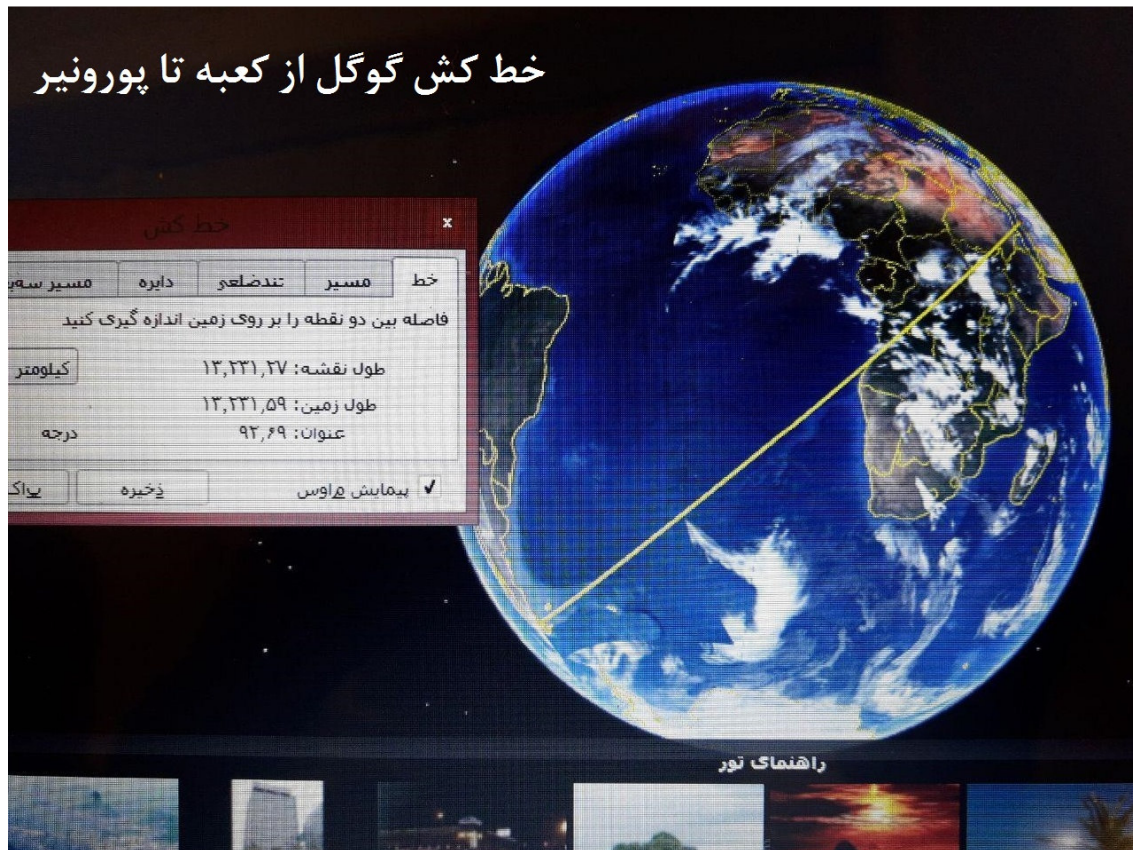 خط کش گوگل از کعبه تا پورونیر
خط کش
x
خط مسیر تندضلعی دایره
فاصله بین دو نقطه را بر روی زمین اندازه گیری کنید
طول نقشه: ۱۳,۲۳۱,۲۷ کیلومتر
طول زمین: ۱۳,۲۳۱,۵۹
عنوان: ۹۲,۶۹ درجه
پیمایش ماوس ذخیره
راهنمای تور